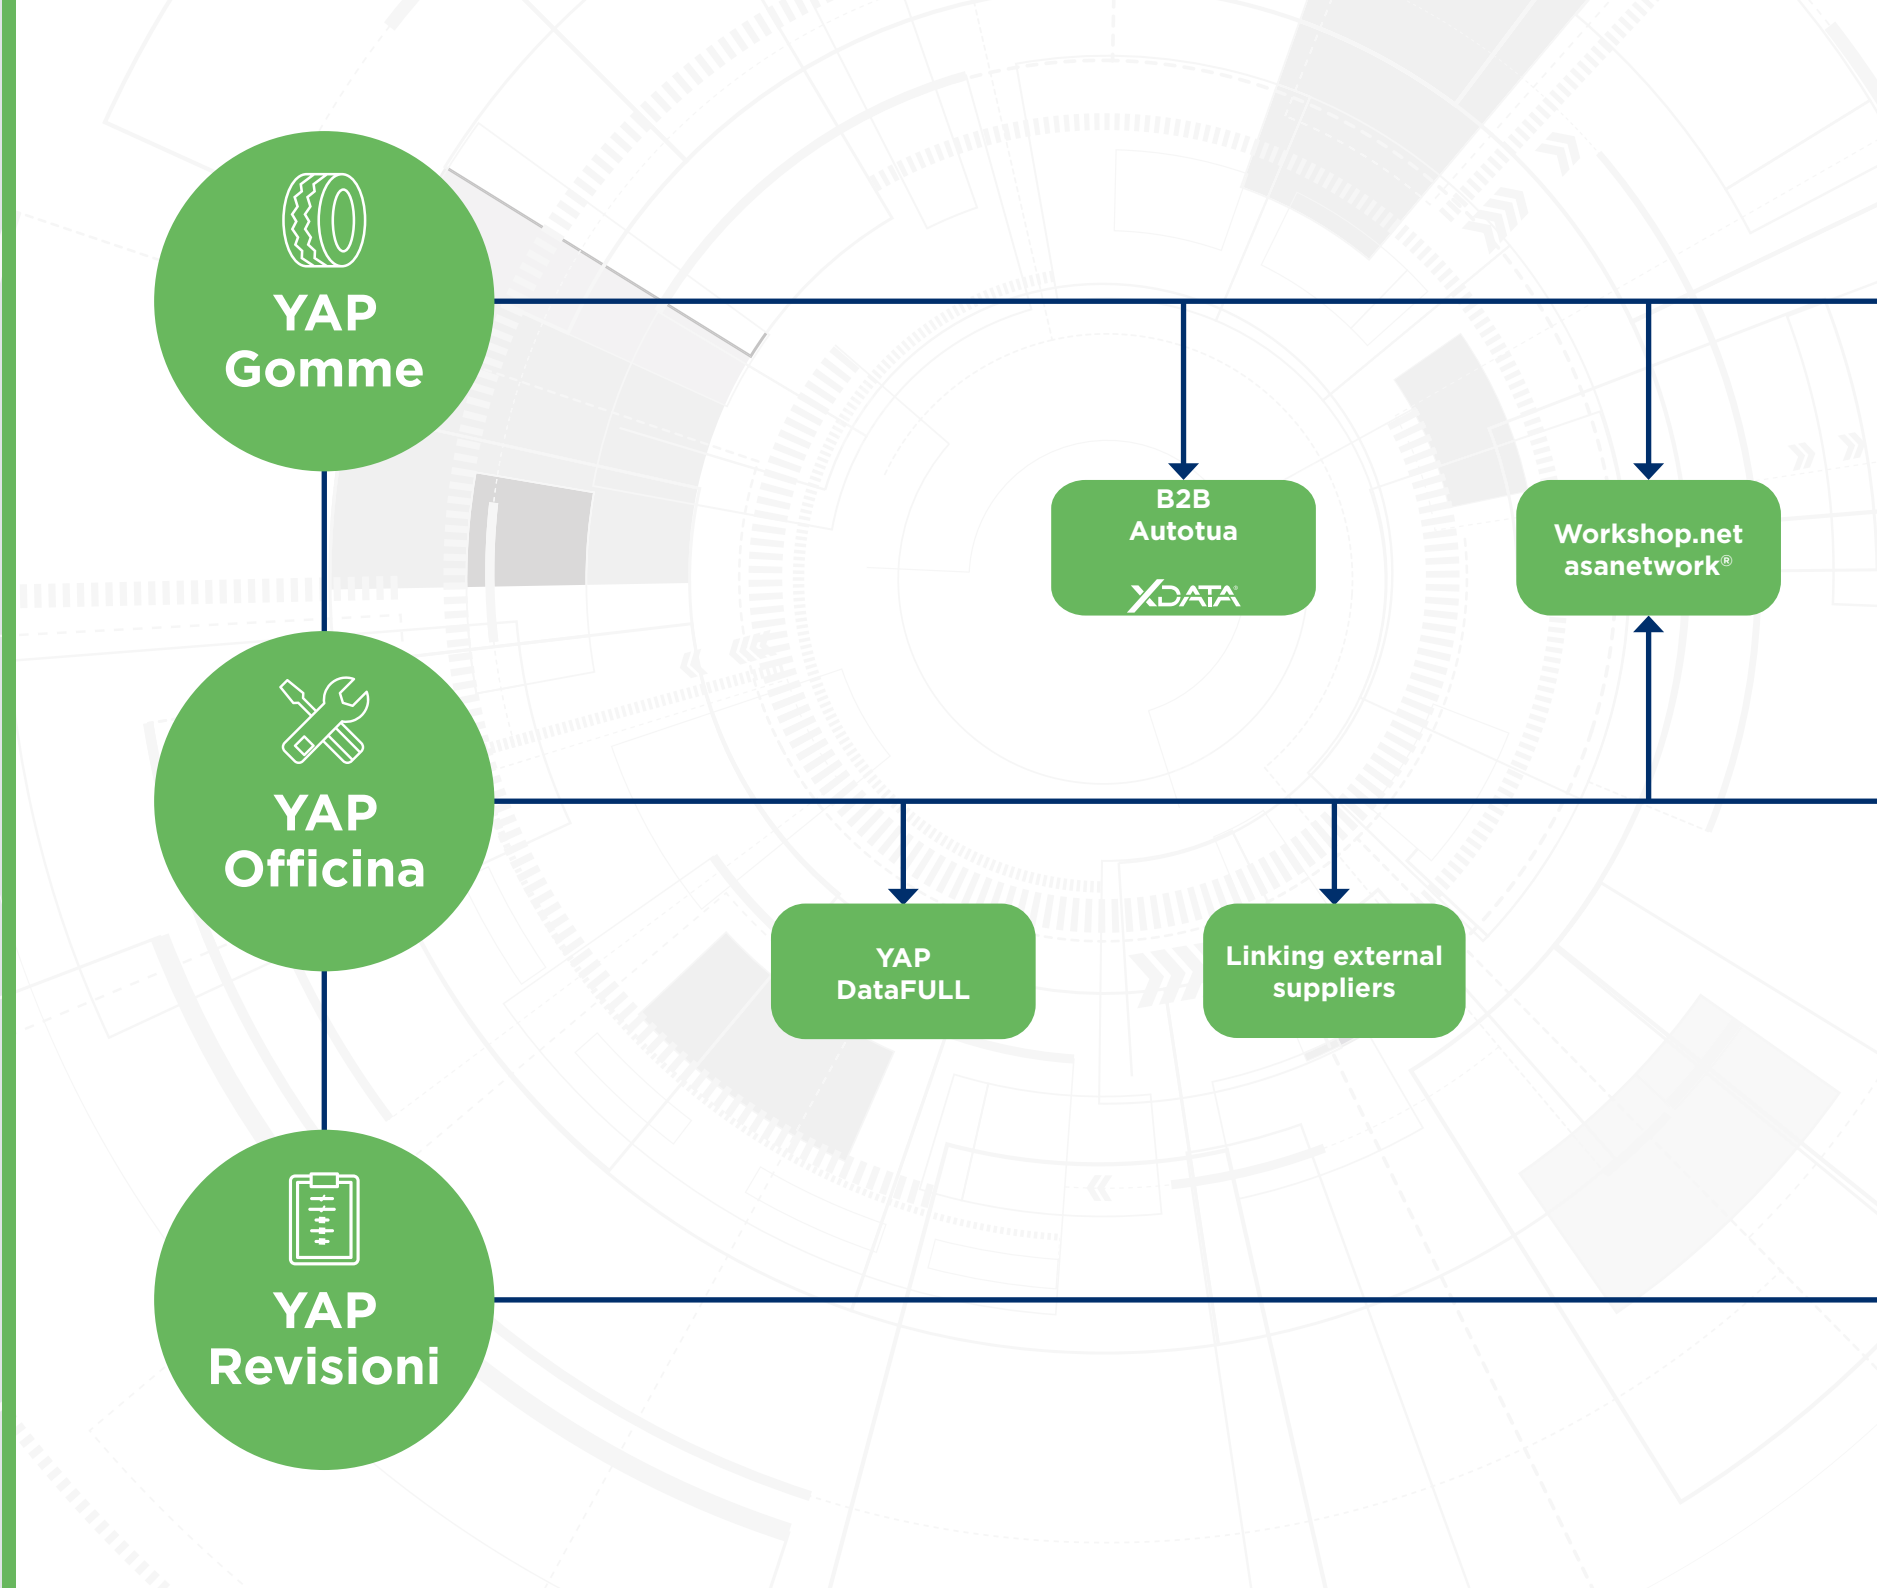 YAP
Gomme
B2B
Autotua
XDATA®
Workshop.net
asanetwork®
YAP
Officina
YAP
DataFULL
Linking external
suppliers
YAP
Revisioni